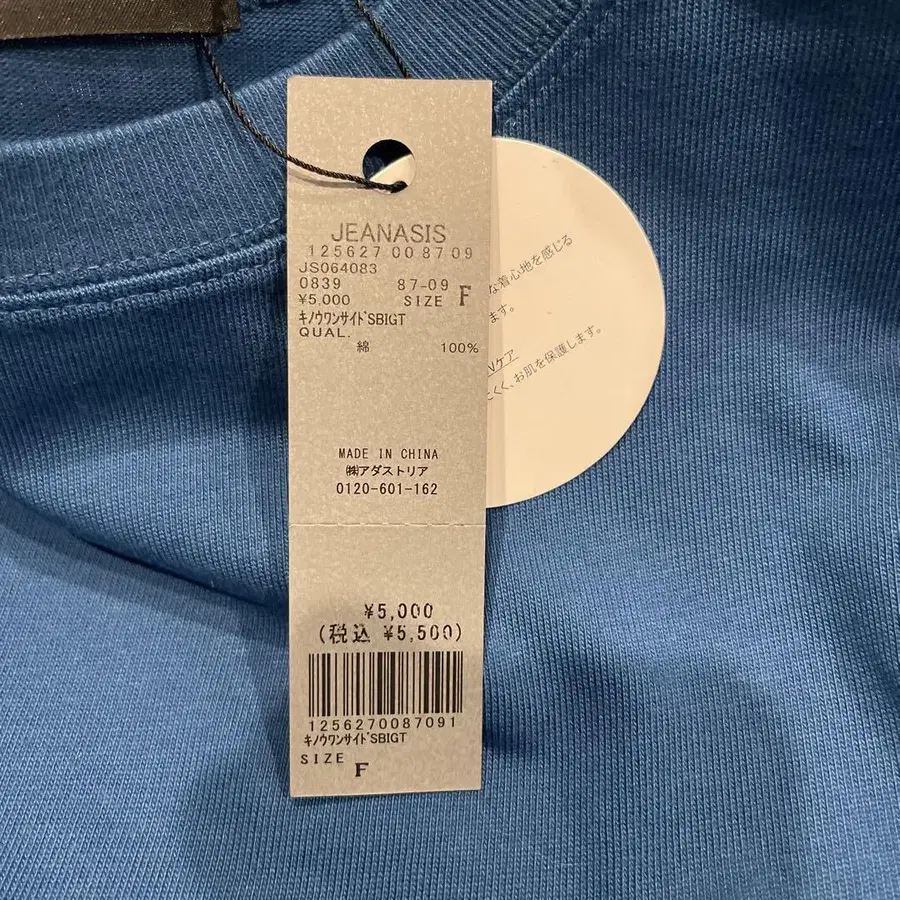 JEANASIS
125627 00 87 09
JS064083
0839 87-09
¥5,000 SIZE F
ｷﾉｳﾜﾝｻｲﾄﾞSBIGT
QUAL.
綿 100%
MADE IN CHINA
㈱アダストリア
0120-601-162
¥5,000
(税込 ¥5,500)
1256270087091
ｷﾉｳﾜﾝｻｲﾄﾞSBIGT
SIZE F
な着心地を感じる
ます。
ケア
くく、お肌を保護します。